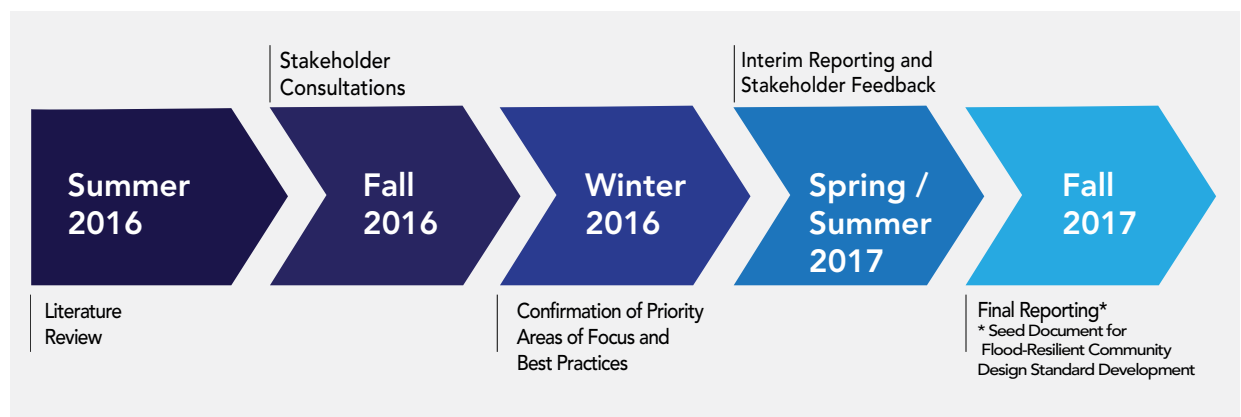 Summer
2016
Literature
Review
Stakeholder
Consultations
Fall
2016
Winter
2016
Confirmation of Priority
Areas of Focus and
Best Practices
Interim Reporting and
Stakeholder Feedback
Spring /
Summer
2017
Fall
2017
Final Reporting*
* Seed Document for
Flood-Resilient Community
Design Standard Development